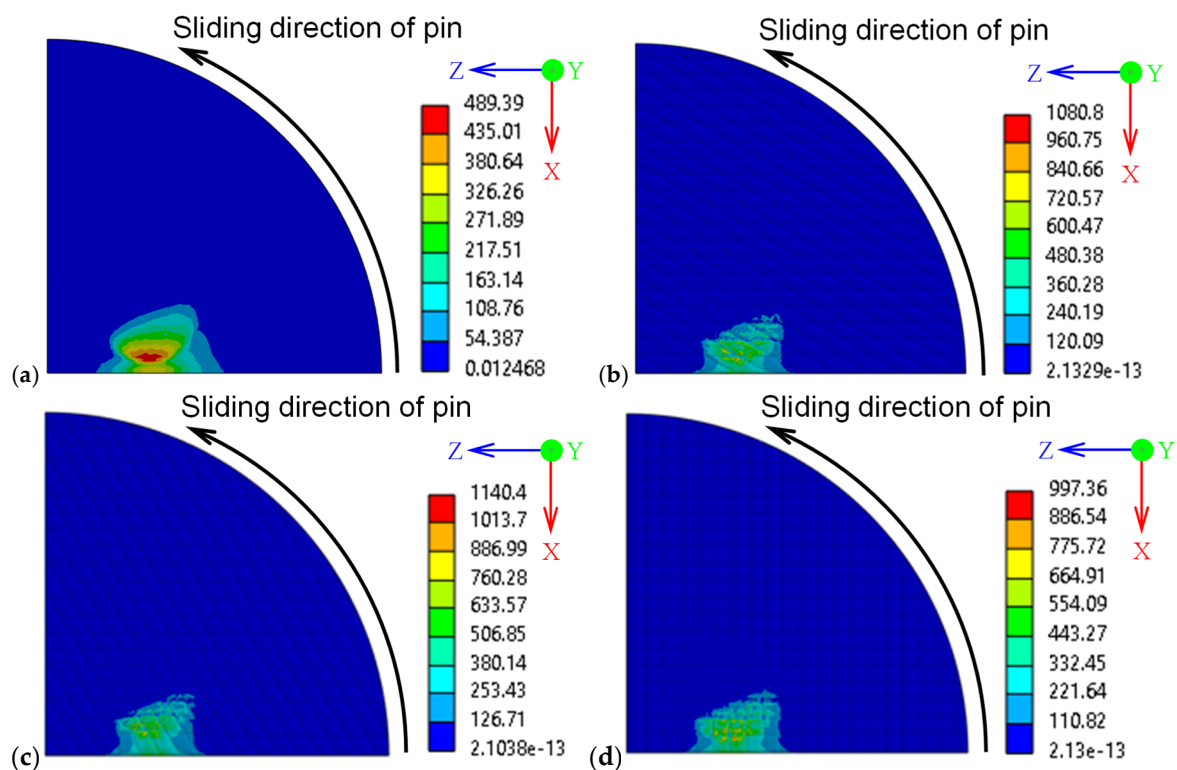 Sliding direction of pin
Z
Y
X
489.39
435.01
380.64
326.26
271.89
217.51
163.14
108.76
54.387
0.012468
(a)
Sliding direction of pin
Z
Y
X
1080.8
960.75
840.66
720.57
600.47
480.38
360.28
240.19
120.09
2.1329e-13
(b)
Sliding direction of pin
Z
Y
X
1140.4
1013.7
886.99
760.28
633.57
506.85
380.14
253.43
126.71
2.1038e-13
(c)
Sliding direction of pin
Z
Y
X
997.36
886.54
775.72
664.91
554.09
443.27
332.45
221.64
110.82
2.13e-13
(d)